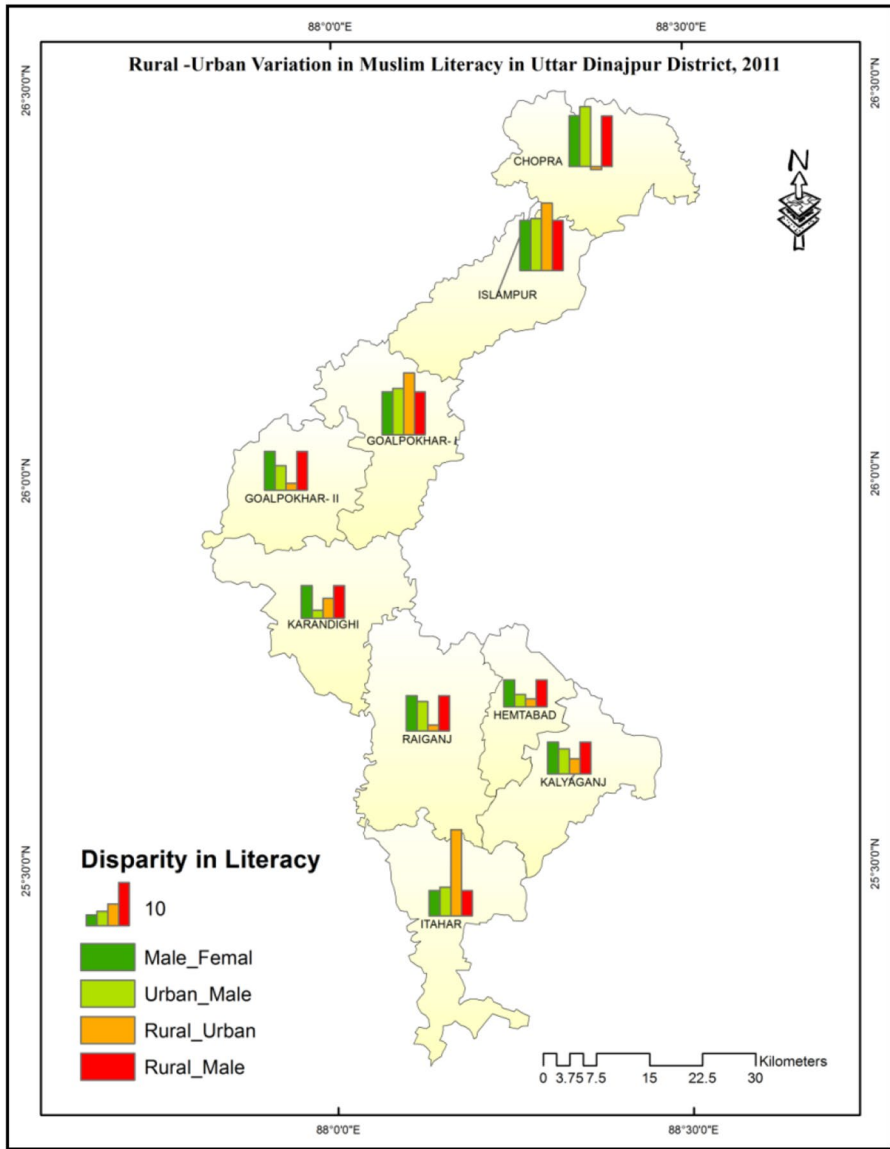 88°0'0"E 88°30'0"E
Rural -Urban Variation in Muslim Literacy in Uttar Dinajpur District, 2011
26°30'0"N 26°30'0"N
CHOPRA
N
ISLAMPUR
GOALPOKHAR- I
26°0'0"N 26°0'0"N
GOALPOKHAR- II
KARANDIGHI
HEMTABAD
RAIGANJ
KALYAGANJ
25°30'0"N 25°30'0"N
ITAHAR
Disparity in Literacy
10
Male_Femal
Urban_Male
Rural_Urban
Rural_Male
Kilometers
0 3.75 7.5 15 22.5 30
88°0'0"E 88°30'0"E